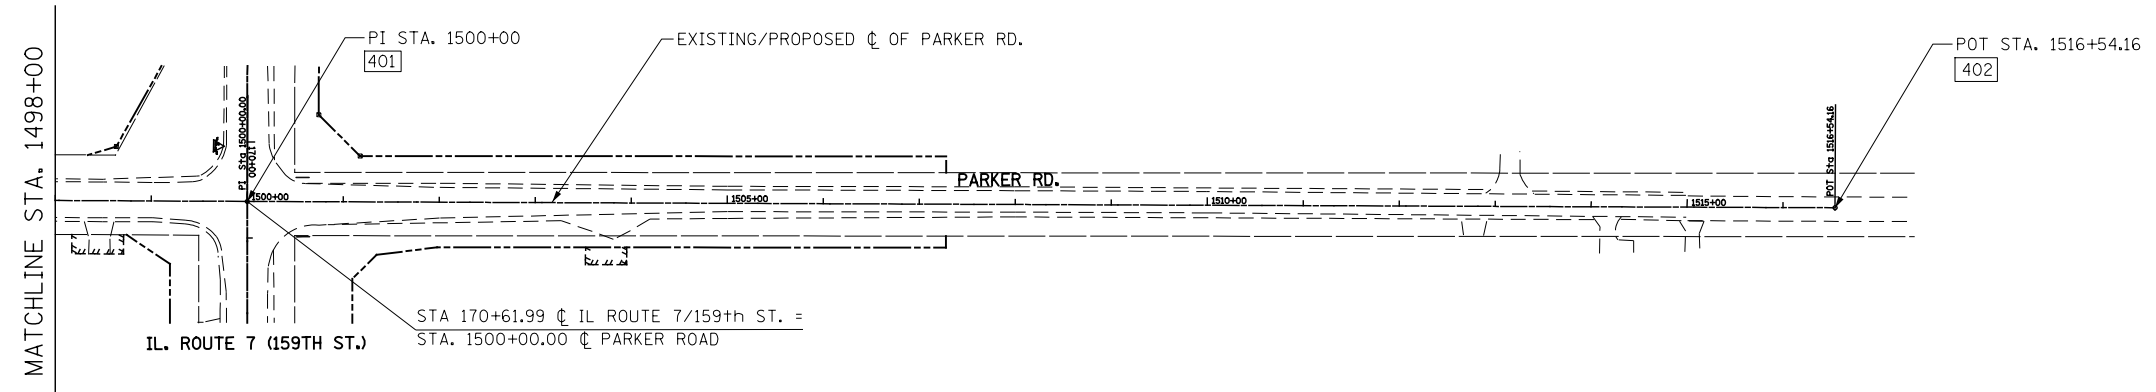 MATCHLINE STA. 1498+00
PI STA. 1500+00
401
EXISTING/PROPOSED ℄ OF PARKER RD.
POT STA. 1516+54.16
402
PI Sta 1500+00.00
170+00
1500+00
1505+00
PARKER RD.
1510+00
1515+00
POT Sta 1516+54.16
STA 170+61.99 ℄ IL ROUTE 7/159th ST. =
STA. 1500+00.00 ℄ PARKER ROAD
IL. ROUTE 7 (159TH ST.)